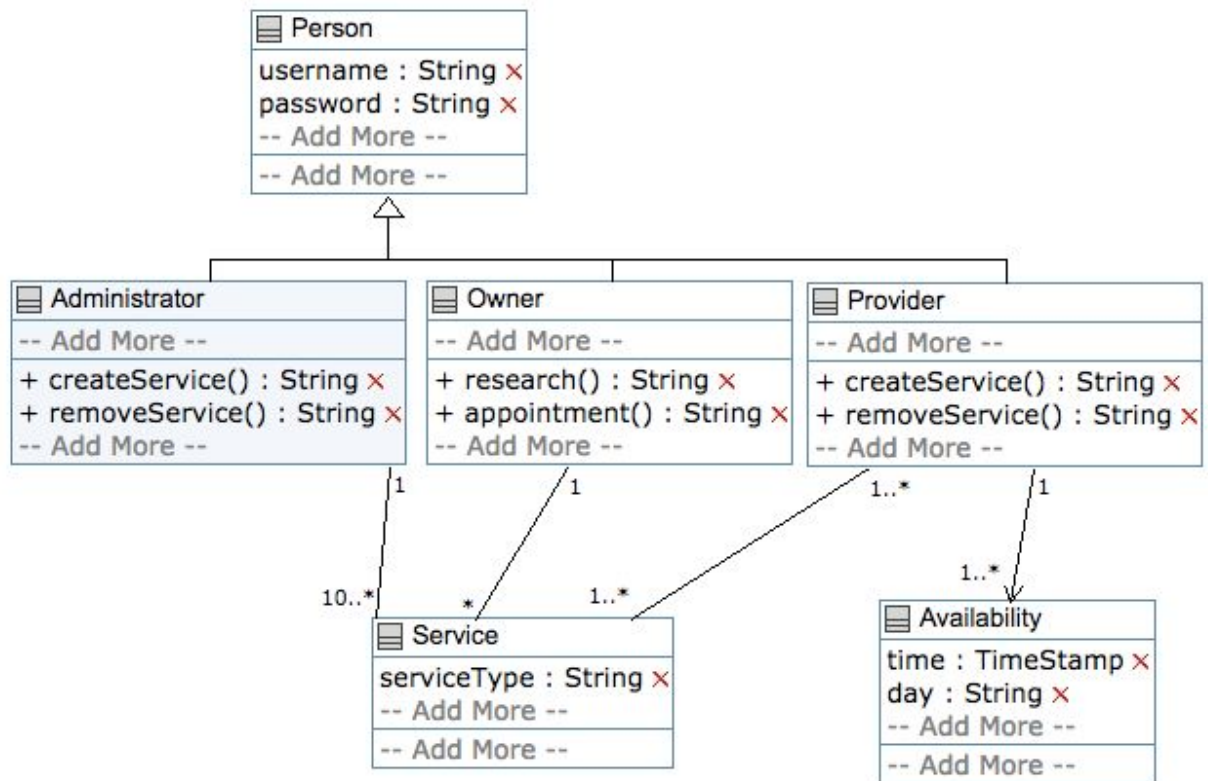 Person
username : String ×
password : String ×
-- Add More --
-- Add More --
Administrator
-- Add More --
+ createService() : String ×
+ removeService() : String ×
-- Add More --
Owner
-- Add More --
+ research() : String ×
+ appointment() : String ×
-- Add More --
Provider
-- Add More --
+ createService() : String ×
+ removeService() : String ×
-- Add More --
1
1
1..*
1
10..*
*
1..*
1..*
Service
serviceType : String ×
-- Add More --
-- Add More --
Availability
time : TimeStamp ×
day : String ×
-- Add More --
-- Add More --